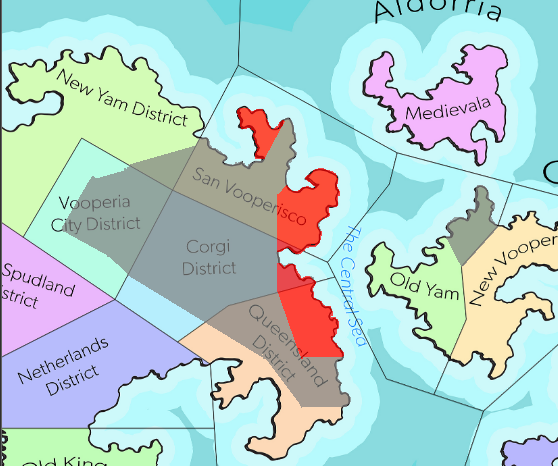 Aldorria
New Yam District
Medievala
San Vooperisco
Vooperia
City District
Corgi
District
The Central Sea
Old Yam
New Vooper
Spudland
istrict
Queensland
District
Netherlands
District
Old King